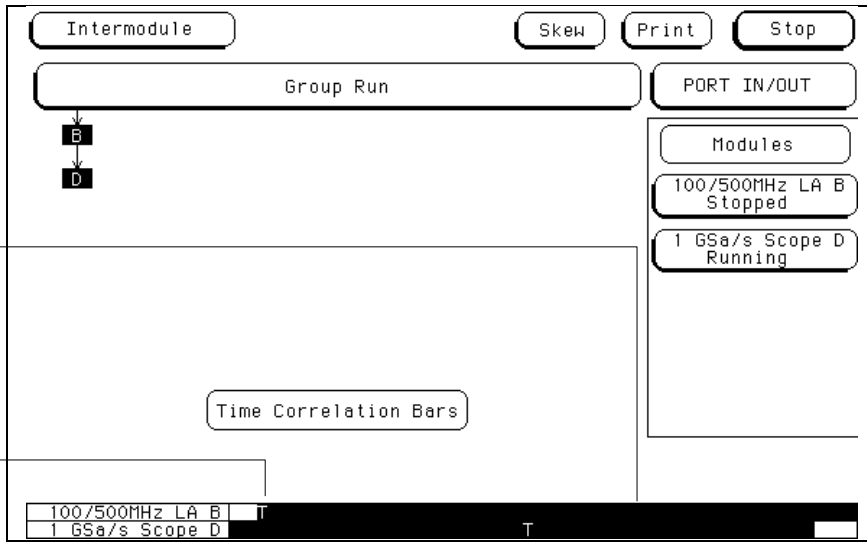 Intermodule
Skew
Print
Stop
Group Run
PORT IN/OUT
B
D
Modules
100/500MHz LA B
Stopped
1 GSa/s Scope D
Running
Time Correlation Bars
100/500MHz LA B T
1 GSa/s Scope D T